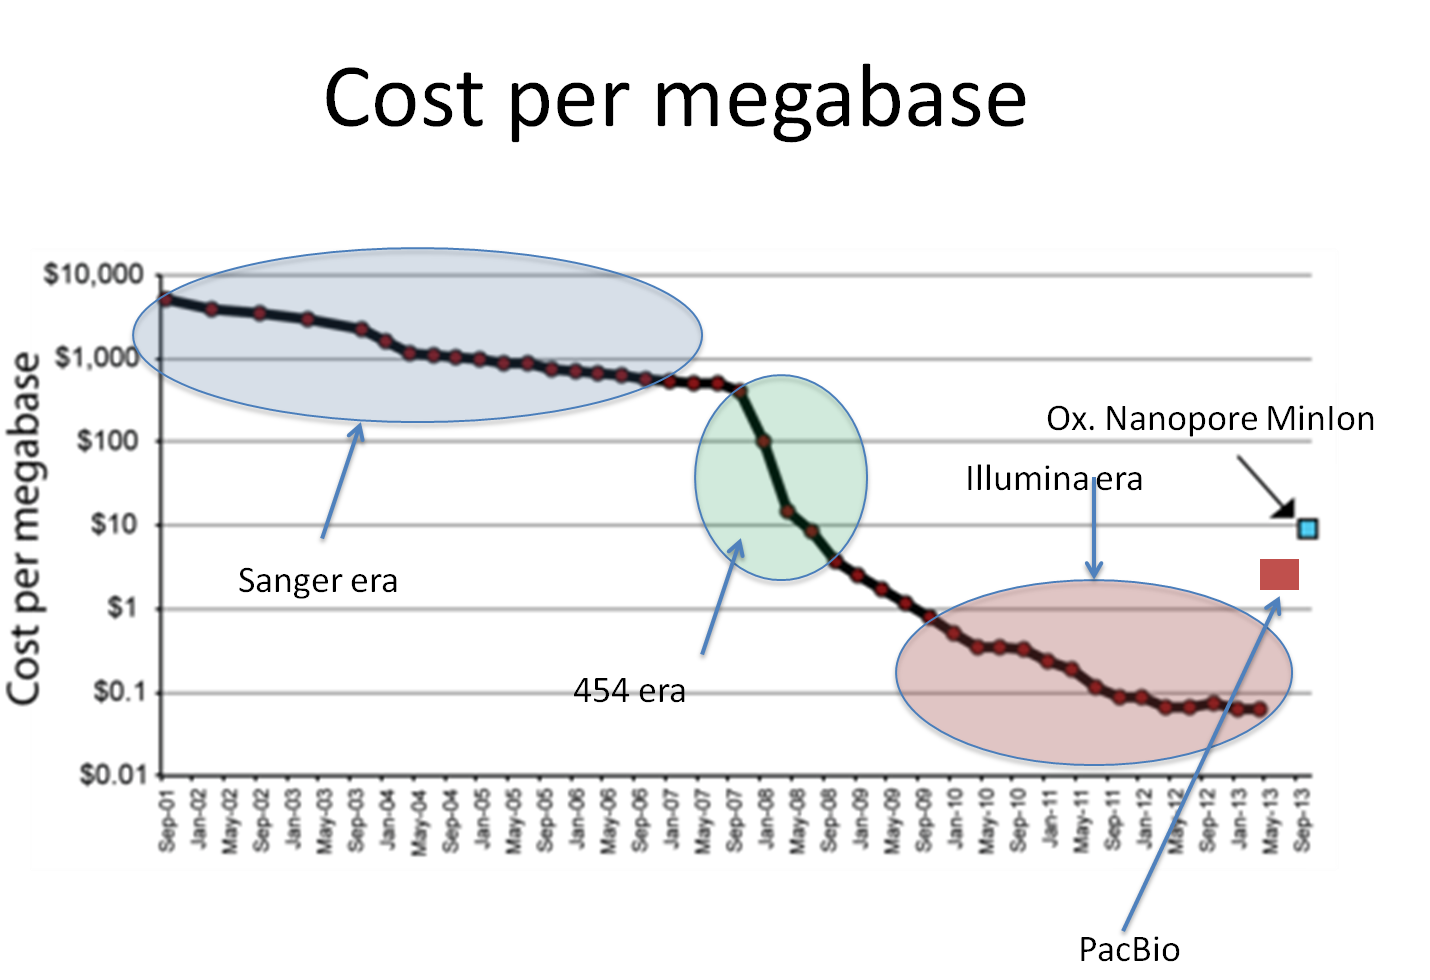 Cost per megabase
Cost per megabase
$10,000
$1,000
$100
$10
$1
$0.1
$0.01
Ox. Nanopore MinIon
Illumina era
Sanger era
454 era
Sep-01
Jan-02
May-02
Sep-02
Jan-03
May-03
Sep-03
Jan-04
May-04
Sep-04
Jan-05
May-05
Sep-05
Jan-06
May-06
Sep-06
Jan-07
May-07
Sep-07
Jan-08
May-08
Sep-08
Jan-09
May-09
Sep-09
Jan-10
May-10
Sep-10
Jan-11
May-11
Sep-11
Jan-12
May-12
Sep-12
Jan-13
May-13
Sep-13
PacBio